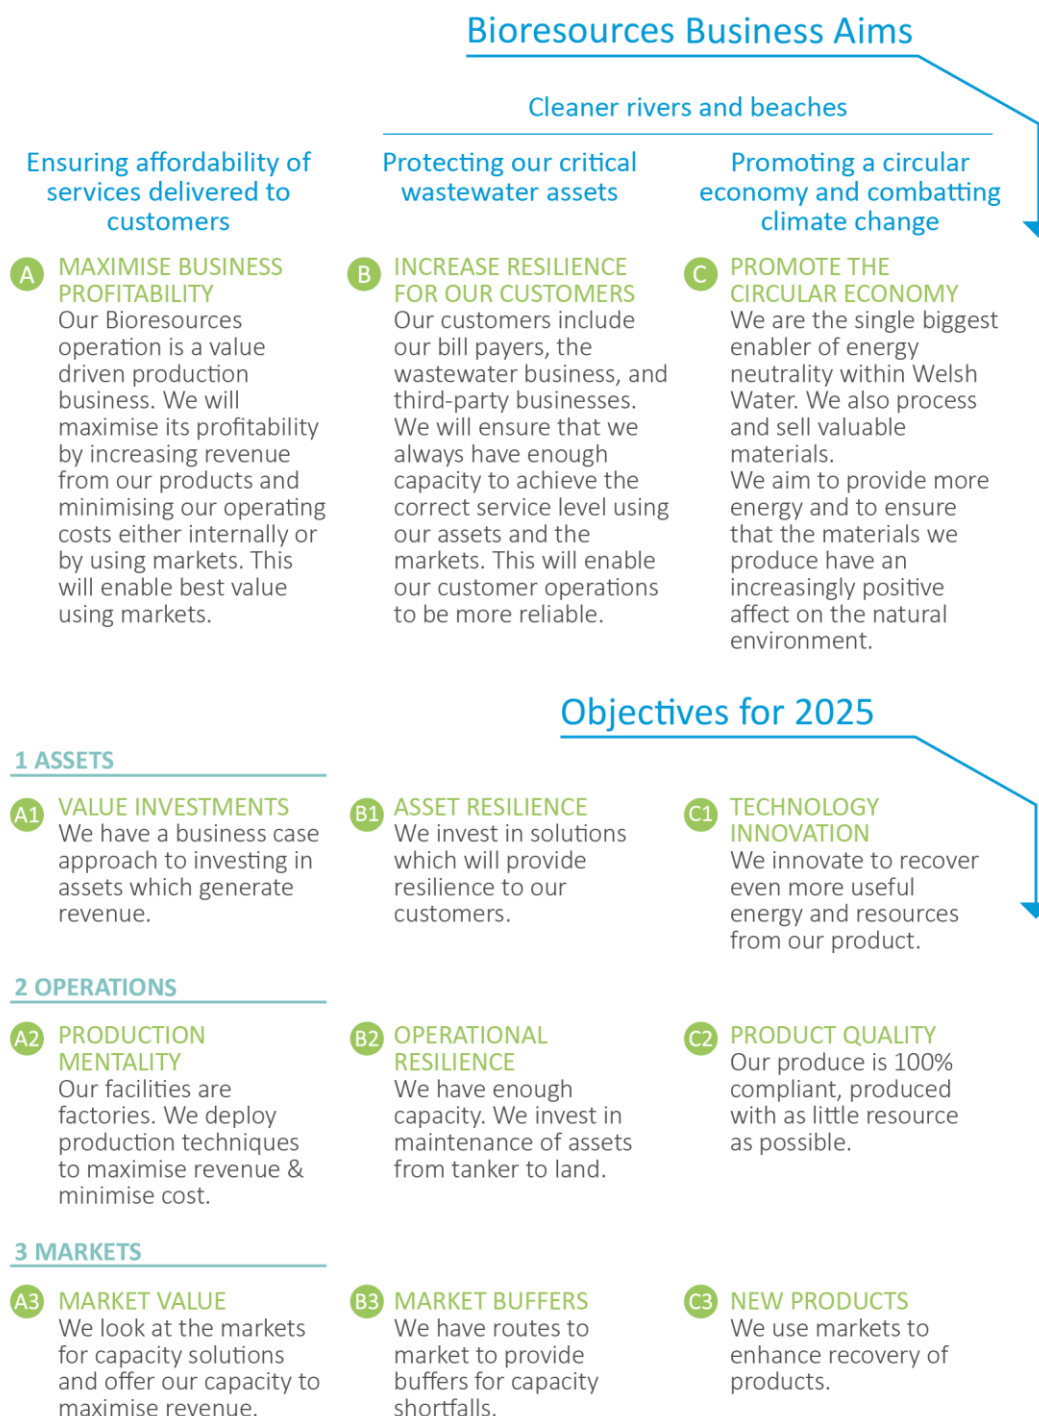 Bioresources Business Aims
Cleaner rivers and beaches
Ensuring affordability of
services delivered to
customers
Protecting our critical
wastewater assets
Promoting a circular
economy and combatting
climate change
A
MAXIMISE BUSINESS
PROFITABILITY
Our Bioresources
operation is a value
driven production
business. We will
maximise its profitability
by increasing revenue
from our products and
minimising our operating
costs either internally or
by using markets. This
will enable best value
using markets.
B
INCREASE RESILIENCE
FOR OUR CUSTOMERS
Our customers include
our bill payers, the
wastewater business, and
third-party businesses.
We will ensure that we
always have enough
capacity to achieve the
correct service level using
our assets and the
markets. This will enable
our customer operations
to be more reliable.
C
PROMOTE THE
CIRCULAR ECONOMY
We are the single biggest
enabler of energy
neutrality within Welsh
Water. We also process
and sell valuable
materials.
We aim to provide more
energy and to ensure
that the materials we
produce have an
increasingly positive
affect on the natural
environment.
Objectives for 2025
1 ASSETS
A1
VALUE INVESTMENTS
We have a business case
approach to investing in
assets which generate
revenue.
B1
ASSET RESILIENCE
We invest in solutions
which will provide
resilience to our
customers.
C1
TECHNOLOGY
INNOVATION
We innovate to recover
even more useful
energy and resources
from our product.
2 OPERATIONS
A2
PRODUCTION
MENTALITY
Our facilities are
factories. We deploy
production techniques
to maximise revenue &
minimise cost.
B2
OPERATIONAL
RESILIENCE
We have enough
capacity. We invest in
maintenance of assets
from tanker to land.
C2
PRODUCT QUALITY
Our produce is 100%
compliant, produced
with as little resource
as possible.
3 MARKETS
A3
MARKET VALUE
We look at the markets
for capacity solutions
and offer our capacity to
maximise revenue.
B3
MARKET BUFFERS
We have routes to
market to provide
buffers for capacity
shortfalls.
C3
NEW PRODUCTS
We use markets to
enhance recovery of
products.